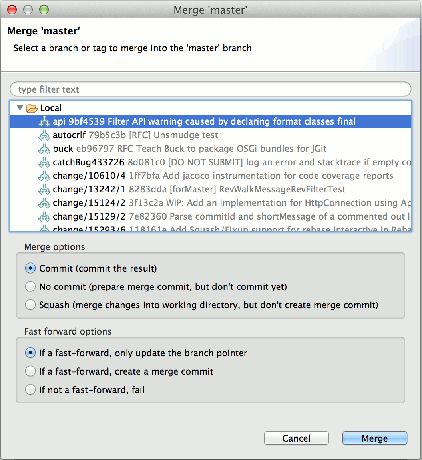 Merge 'master'
Merge 'master'
Select a branch or tag to merge into the 'master' branch
type filter text
Local
api 9bf4539 Filter API warning caused by declaring format classes final
autocrlf 79b5c3b [RFC] Unsmudge test
buck eb96797 RFC Teach Buck to package OSGi bundles for JGit
catchBug433726 8d081c0 [DO NOT SUBMIT] log an error and stacktrace if empty co
change/10610/4 1ff7bfa Add jacoco instrumentation for code coverage reports
change/13242/1 8283dda [forMaster] RevWalkMessageRevFilterTest
change/15124/2 3f13c2a WIP: Add an implementation for HttpConnection using Ap
change/15129/2 7e82360 Parse commitId and shortMessage of a commented out l
change/15293/6 118161e Add Squash/Fixup support for rebase interactive in Reba
Merge options
Commit (commit the result)
No commit (prepare merge commit, but don't commit yet)
Squash (merge changes into working directory, but don't create merge commit)
Fast forward options
If a fast-forward, only update the branch pointer
If a fast-forward, create a merge commit
If not a fast-forward, fail
Cancel
Merge